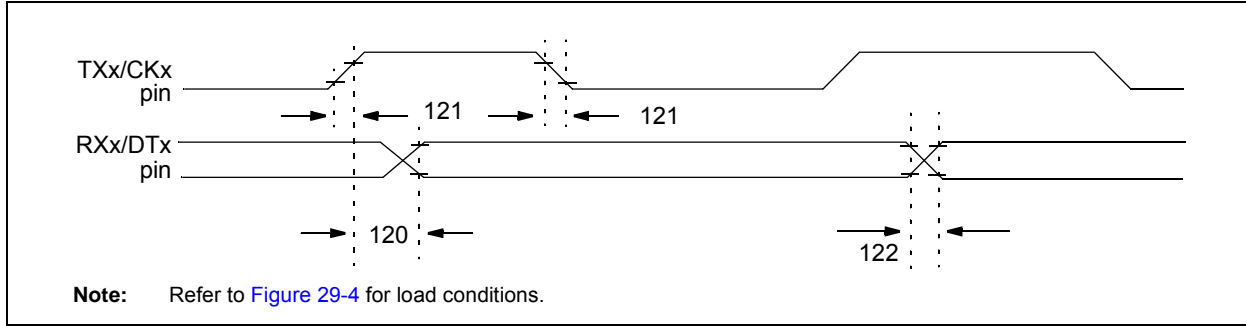 TXx/CKx
pin
121
121
RXx/DTx
pin
120
122
Note: Refer to Figure 29-4 for load conditions.